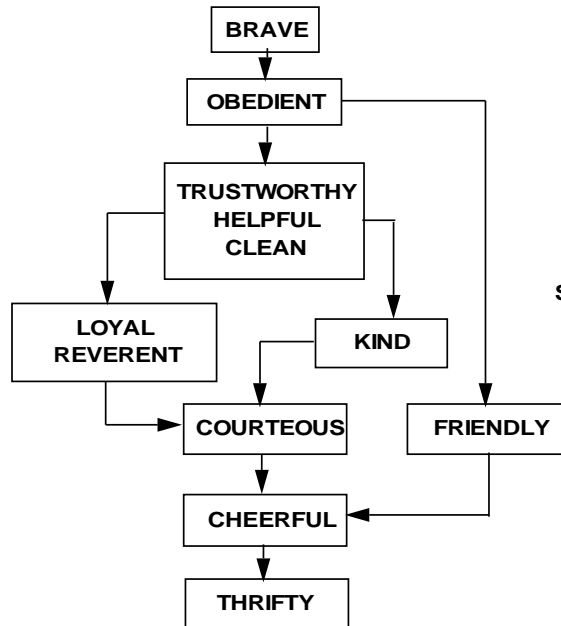 BRAVE
OBEDIENT
TRUSTWORTHY
HELPFUL
CLEAN
LOYAL
REVERENT
KIND
COURTEOUS
FRIENDLY
CHEERFUL
THRIFTY